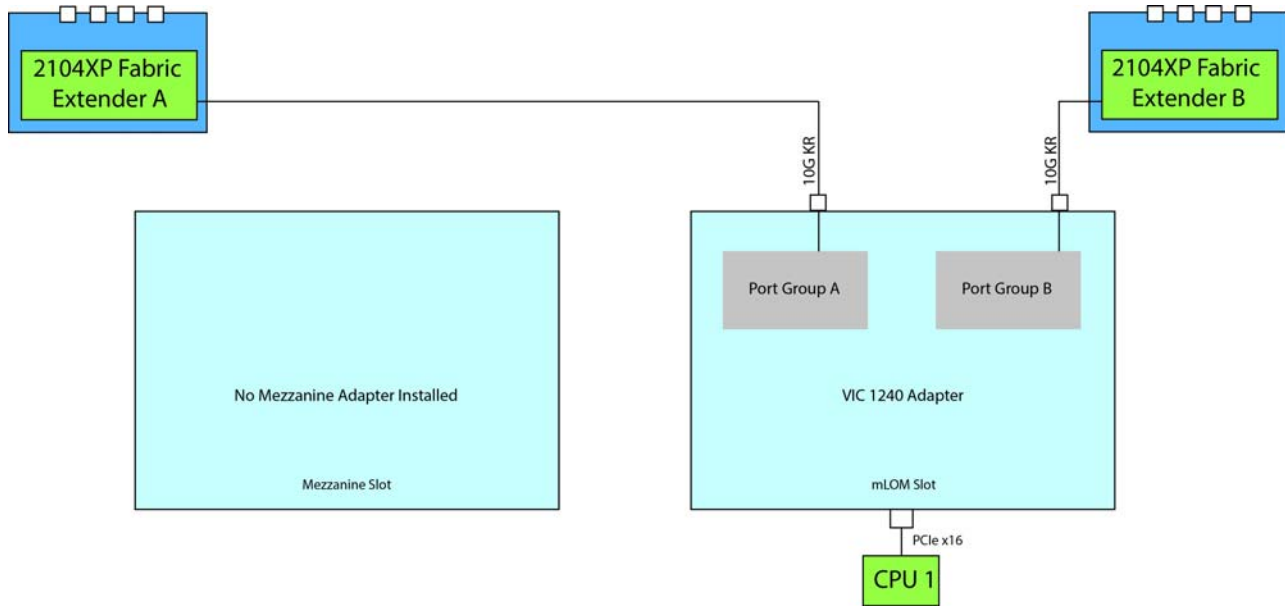 2104XP Fabric
Extender A
2104XP Fabric
Extender B
10G KR
10G KR
Port Group A
Port Group B
No Mezzanine Adapter Installed
VIC 1240 Adapter
Mezzanine Slot
mLOM Slot
PCIe x16
CPU 1